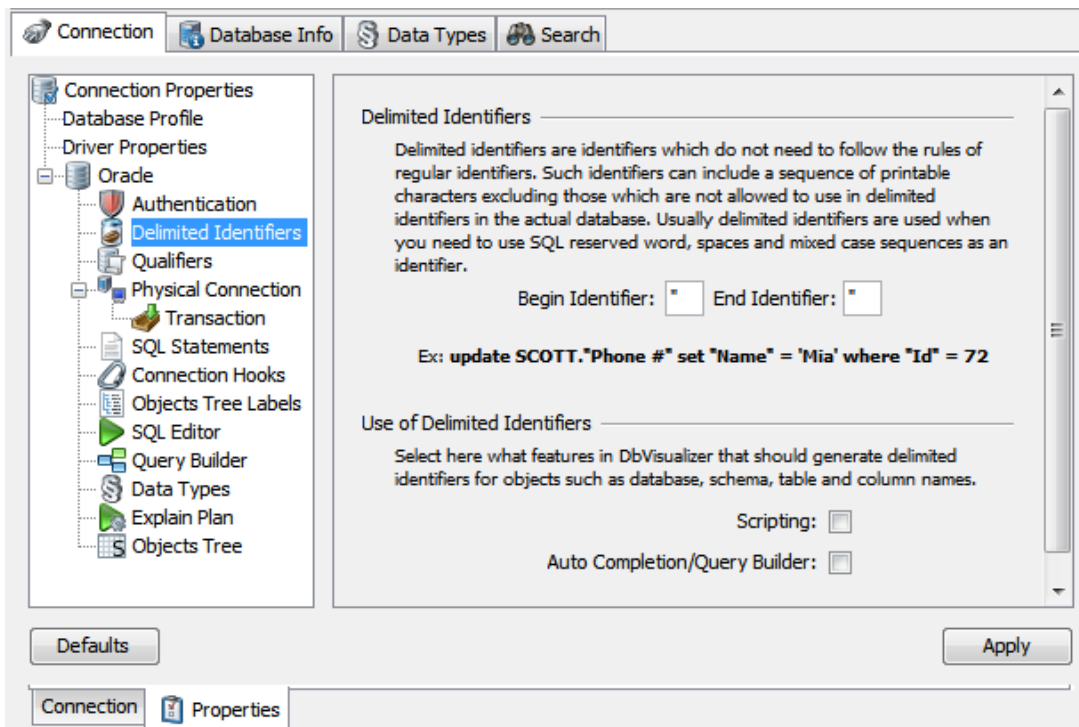 Connection
Database Info
Data Types
Search
Connection Properties
Database Profile
Driver Properties
Oracle
Authentication
Delimited Identifiers
Qualifiers
Physical Connection
Transaction
SQL Statements
Connection Hooks
Objects Tree Labels
SQL Editor
Query Builder
Data Types
Explain Plan
Objects Tree
Delimited Identifiers
Delimited identifiers are identifiers which do not need to follow the rules of
regular identifiers. Such identifiers can include a sequence of printable
characters excluding those which are not allowed to use in delimited
identifiers in the actual database. Usually delimited identifiers are used when
you need to use SQL reserved word, spaces and mixed case sequences as an
identifier.
Begin Identifier: " End Identifier: "
Ex: update SCOTT."Phone #" set "Name" = 'Mia' where "Id" = 72
Use of Delimited Identifiers
Select here what features in DbVisualizer that should generate delimited
identifiers for objects such as database, schema, table and column names.
Scripting:
Auto Completion/Query Builder:
Defaults
Apply
Connection
Properties